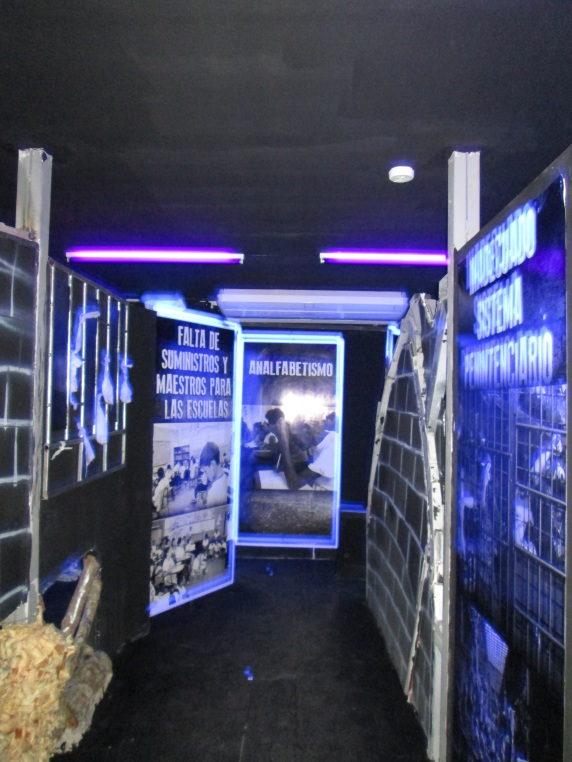 FALTA DE
SUMINISTROS Y
MAESTROS PARA
LAS ESCUELAS
ANALFABETISMO
INADECUADO
SISTEMA
PENITENCIARIO